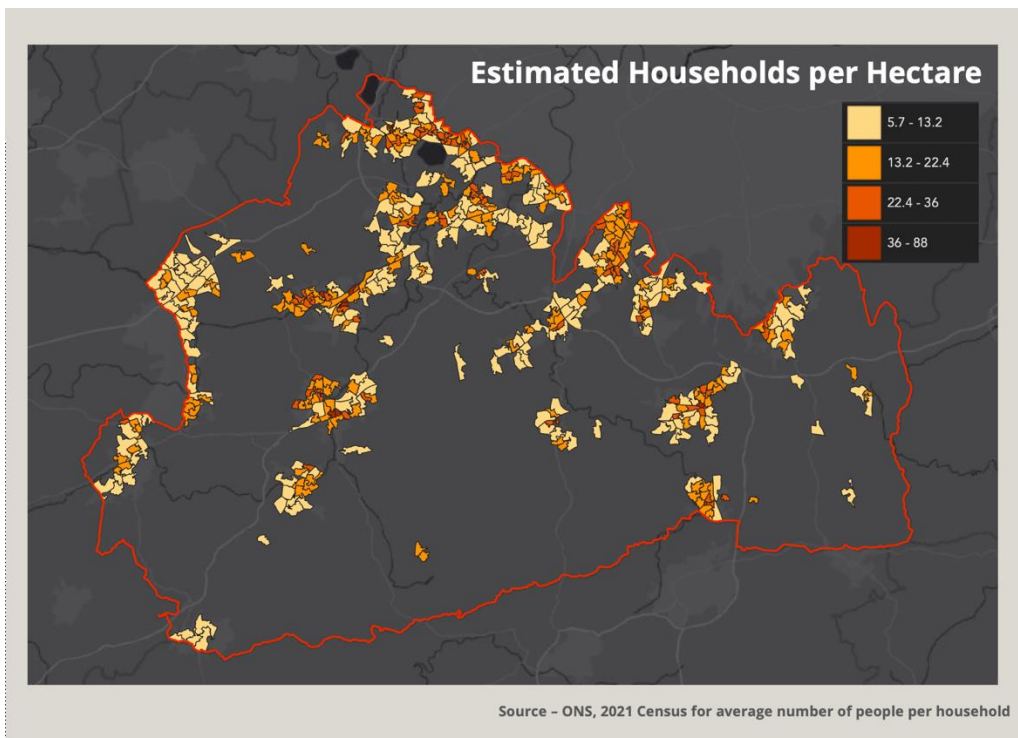 Estimated Households per Hectare
5.7 - 13.2
13.2 - 22.4
22.4 - 36
36 - 88
Source – ONS, 2021 Census for average number of people per household